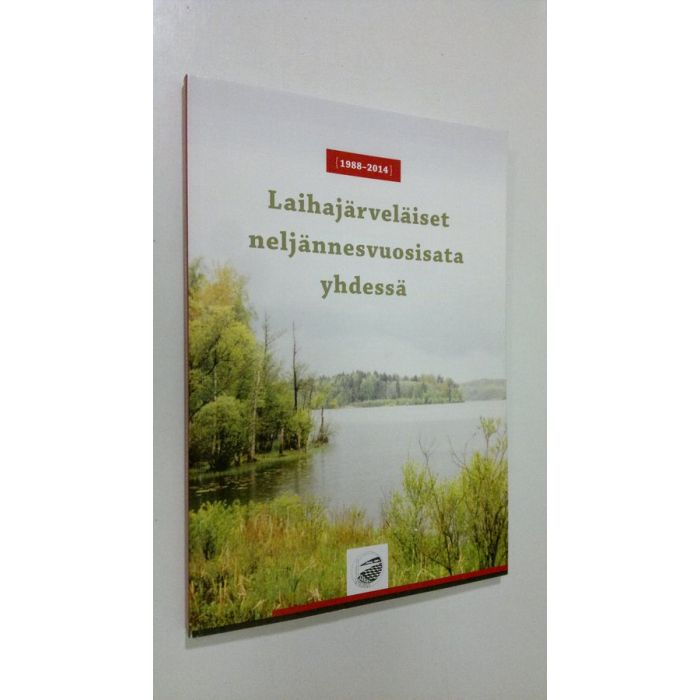 {1988–2014}
Laihajärveläiset
neljännesvuosisata
yhdessä